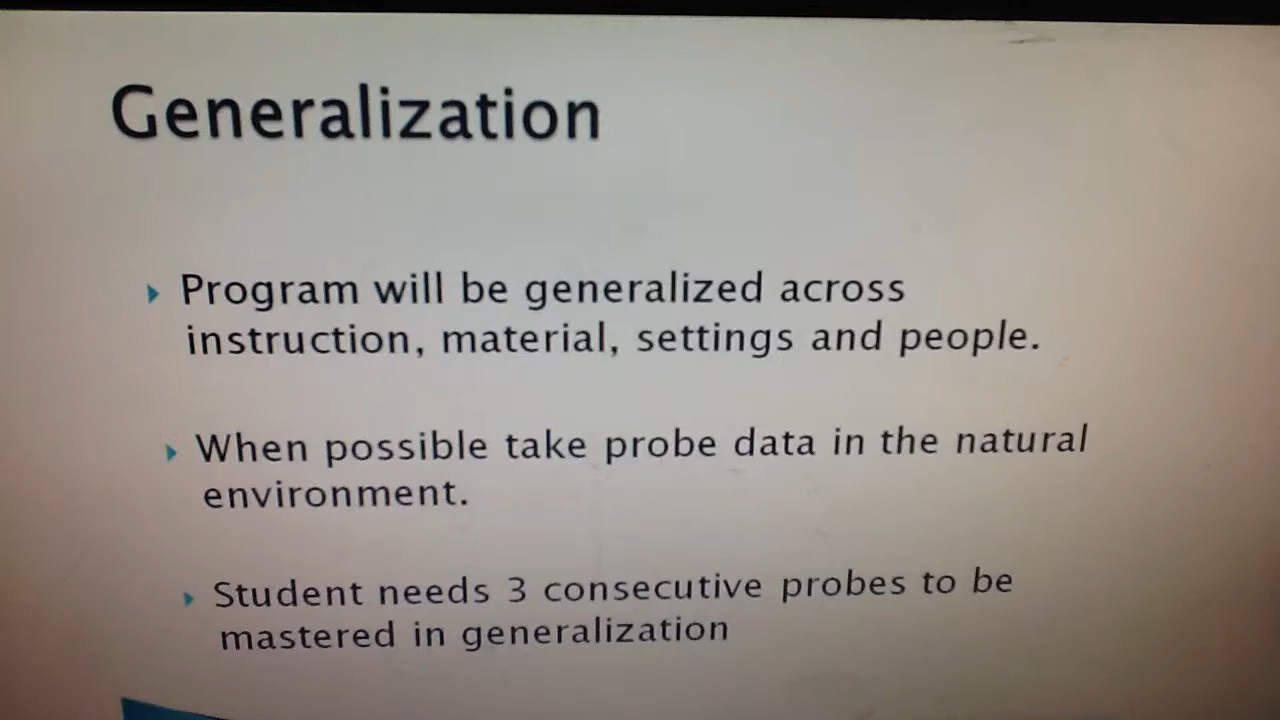 Generalization
Program will be generalized across
instruction, material, settings and people.
When possible take probe data in the natural
environment.
Student needs 3 consecutive probes to be
mastered in generalization